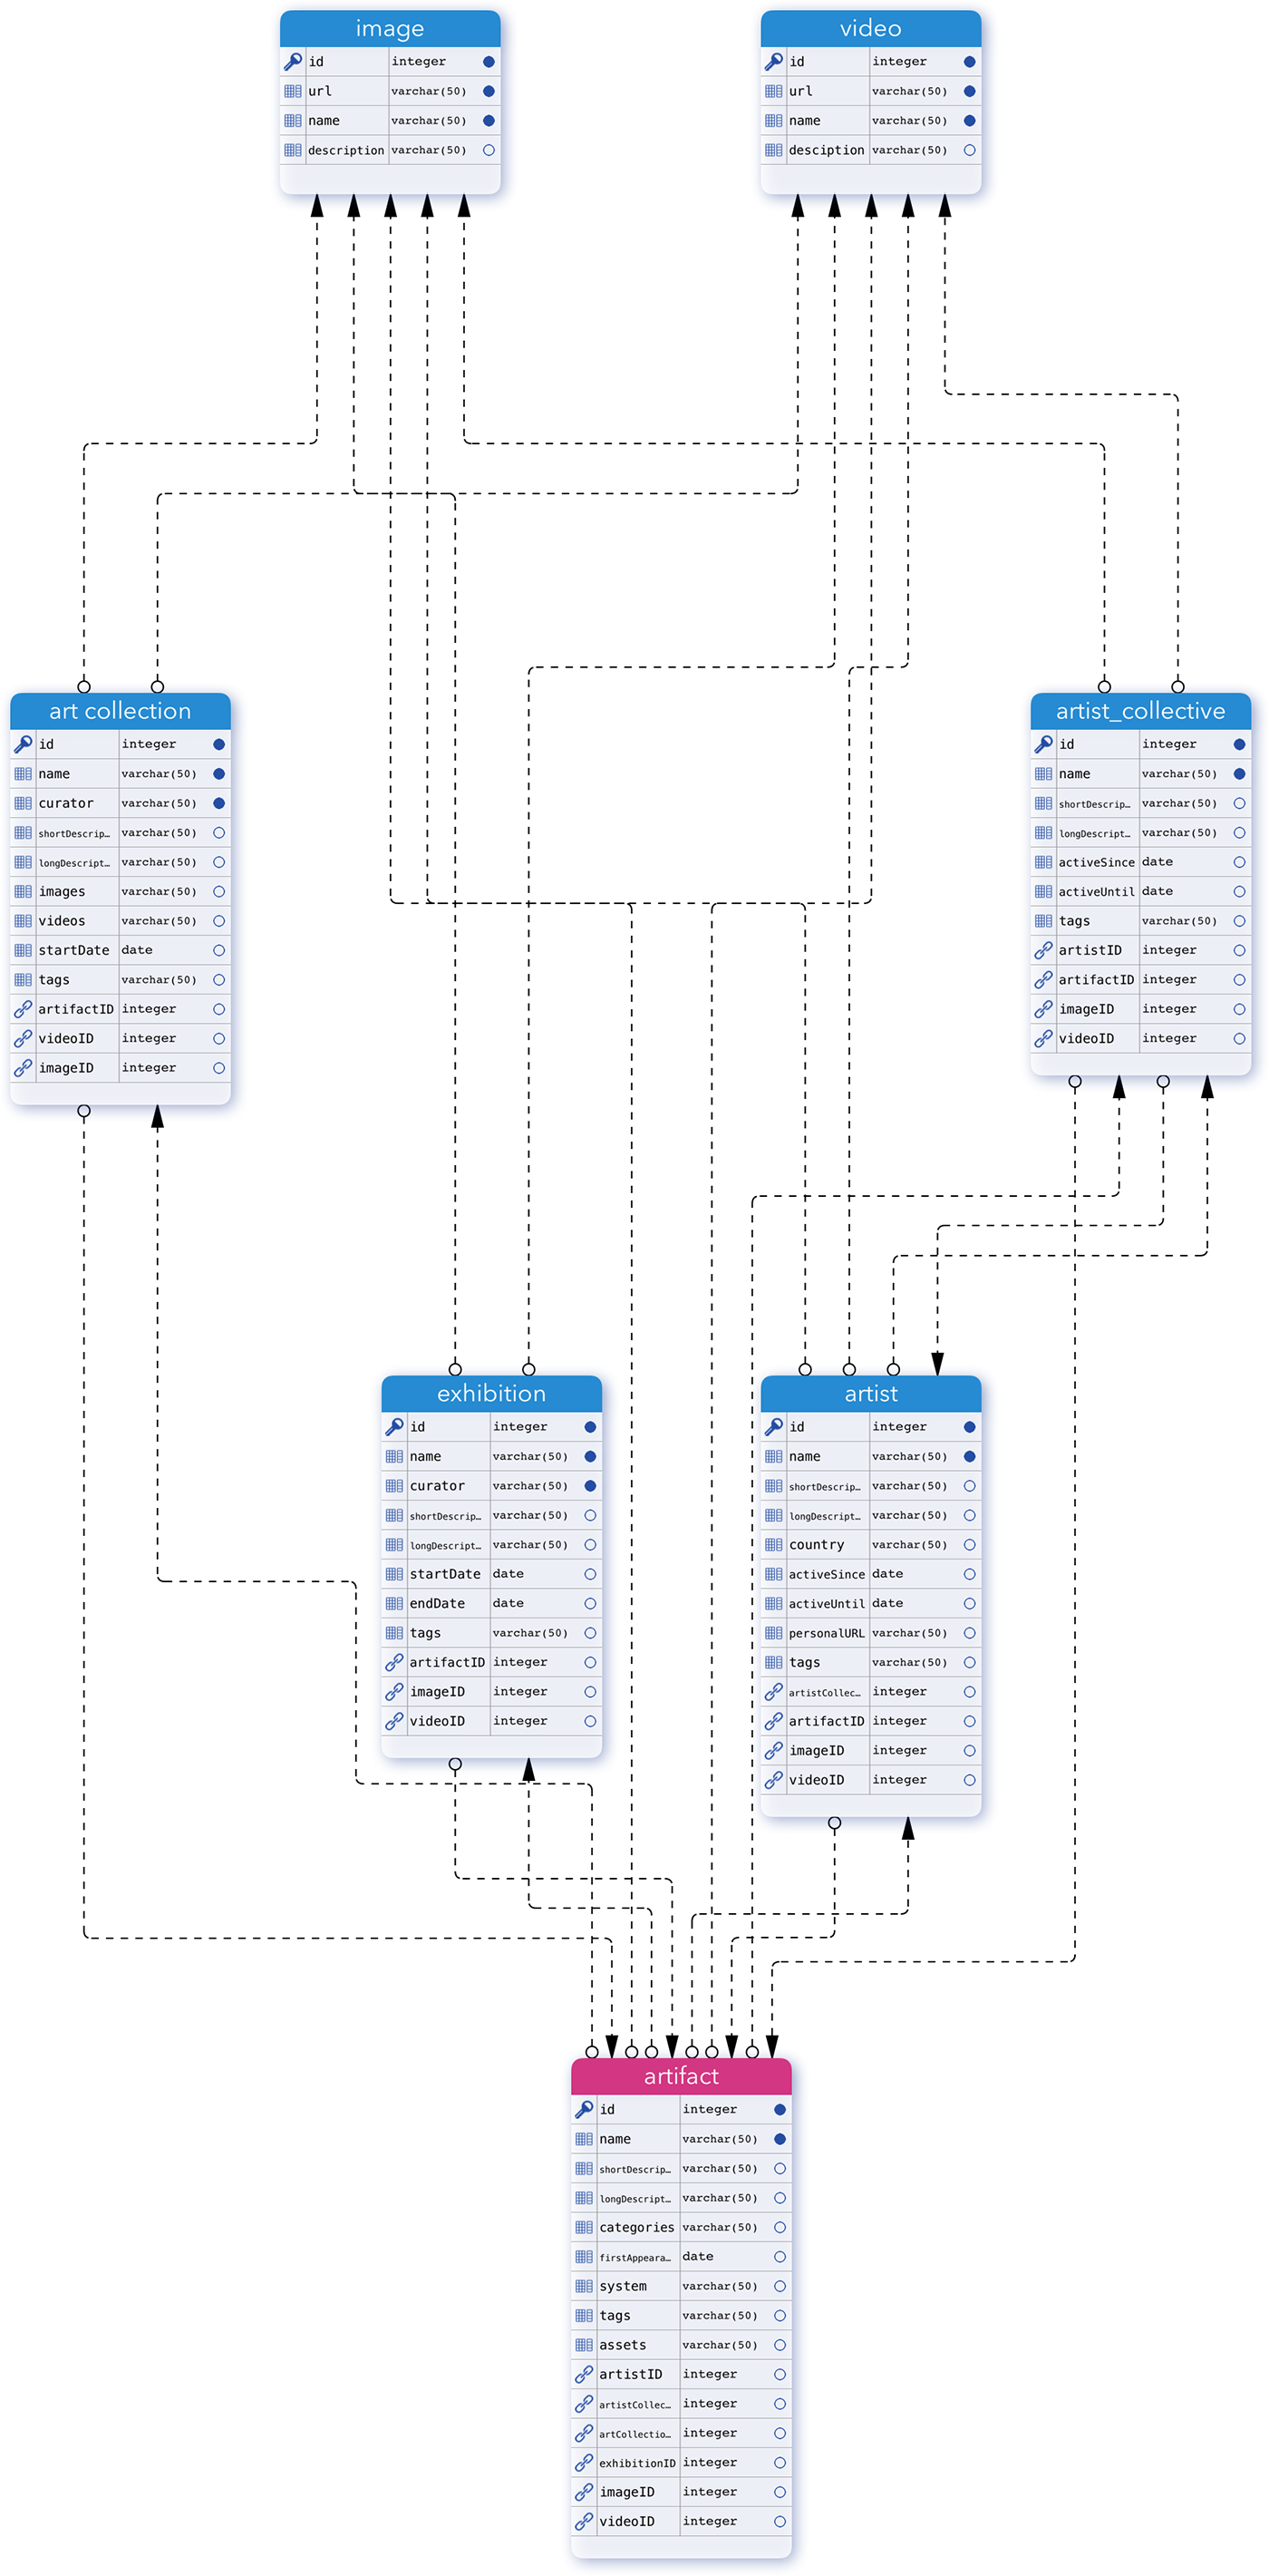 image
id integer
url varchar(50)
name varchar(50)
description varchar(50)
video
id integer
url varchar(50)
name varchar(50)
desciption varchar(50)
art collection
id integer
name varchar(50)
curator varchar(50)
shortDescrip… varchar(50)
longDescript… varchar(50)
images varchar(50)
videos varchar(50)
startDate date
tags varchar(50)
artifactID integer
videoID integer
imageID integer
artist_collective
id integer
name varchar(50)
shortDescrip… varchar(50)
longDescript… varchar(50)
activeSince date
activeUntil date
tags varchar(50)
artistID integer
artifactID integer
imageID integer
videoID integer
exhibition
id integer
name varchar(50)
curator varchar(50)
shortDescrip… varchar(50)
longDescript… varchar(50)
startDate date
endDate date
tags varchar(50)
artifactID integer
imageID integer
videoID integer
artist
id integer
name varchar(50)
shortDescrip… varchar(50)
longDescript… varchar(50)
country varchar(50)
activeSince date
activeUntil date
personalURL varchar(50)
tags varchar(50)
artistCollec… integer
artifactID integer
imageID integer
videoID integer
artifact
id integer
name varchar(50)
shortDescrip… varchar(50)
longDescript… varchar(50)
categories varchar(50)
firstAppeara… date
system varchar(50)
tags varchar(50)
assets varchar(50)
artistID integer
artistCollec… integer
artCollectio… integer
exhibitionID integer
imageID integer
videoID integer